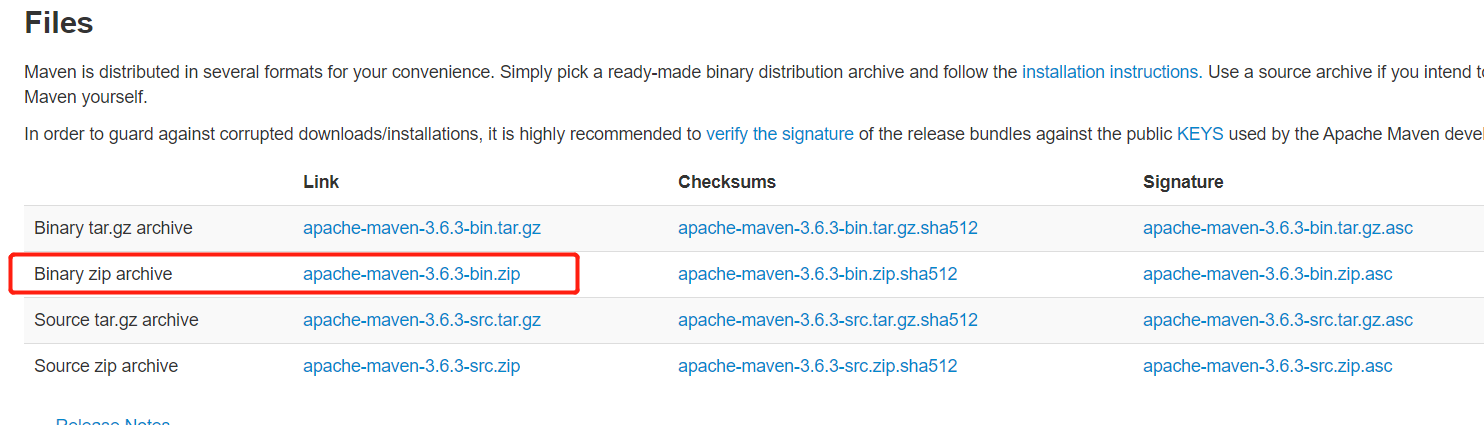 Files
Maven is distributed in several formats for your convenience. Simply pick a ready-made binary distribution archive and follow the installation instructions. Use a source archive if you intend to
Maven yourself.
In order to guard against corrupted downloads/installations, it is highly recommended to verify the signature of the release bundles against the public KEYS used by the Apache Maven deve
Link Checksums Signature
Binary tar.gz archive apache-maven-3.6.3-bin.tar.gz apache-maven-3.6.3-bin.tar.gz.sha512 apache-maven-3.6.3-bin.tar.gz.asc
Binary zip archive apache-maven-3.6.3-bin.zip apache-maven-3.6.3-bin.zip.sha512 apache-maven-3.6.3-bin.zip.asc
Source tar.gz archive apache-maven-3.6.3-src.tar.gz apache-maven-3.6.3-src.tar.gz.sha512 apache-maven-3.6.3-src.tar.gz.asc
Source zip archive apache-maven-3.6.3-src.zip apache-maven-3.6.3-src.zip.sha512 apache-maven-3.6.3-src.zip.asc
Release Notes